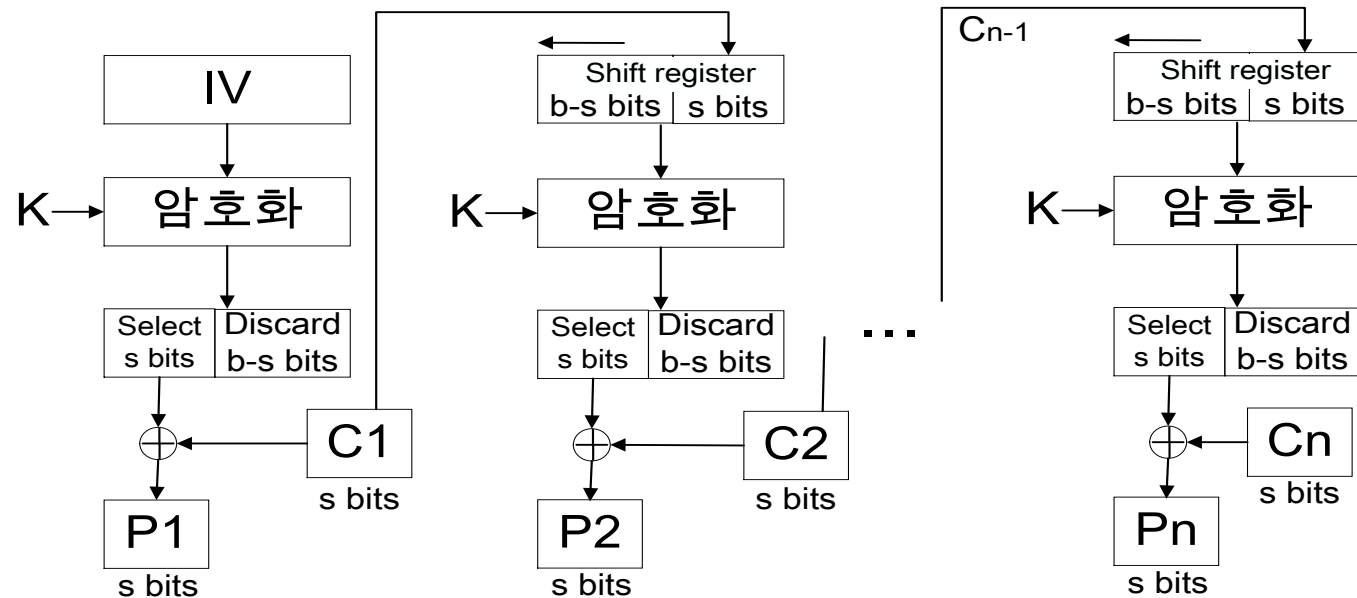 Cn-1
IV
Shift register
b-s bits
s bits
Shift register
b-s bits
s bits
K
암호화
K
암호화
K
암호화
Select
s bits
Discard
b-s bits
Select
s bits
Discard
b-s bits
...
Select
s bits
Discard
b-s bits
C1
s bits
C2
s bits
Cn
s bits
P1
s bits
P2
s bits
Pn
s bits